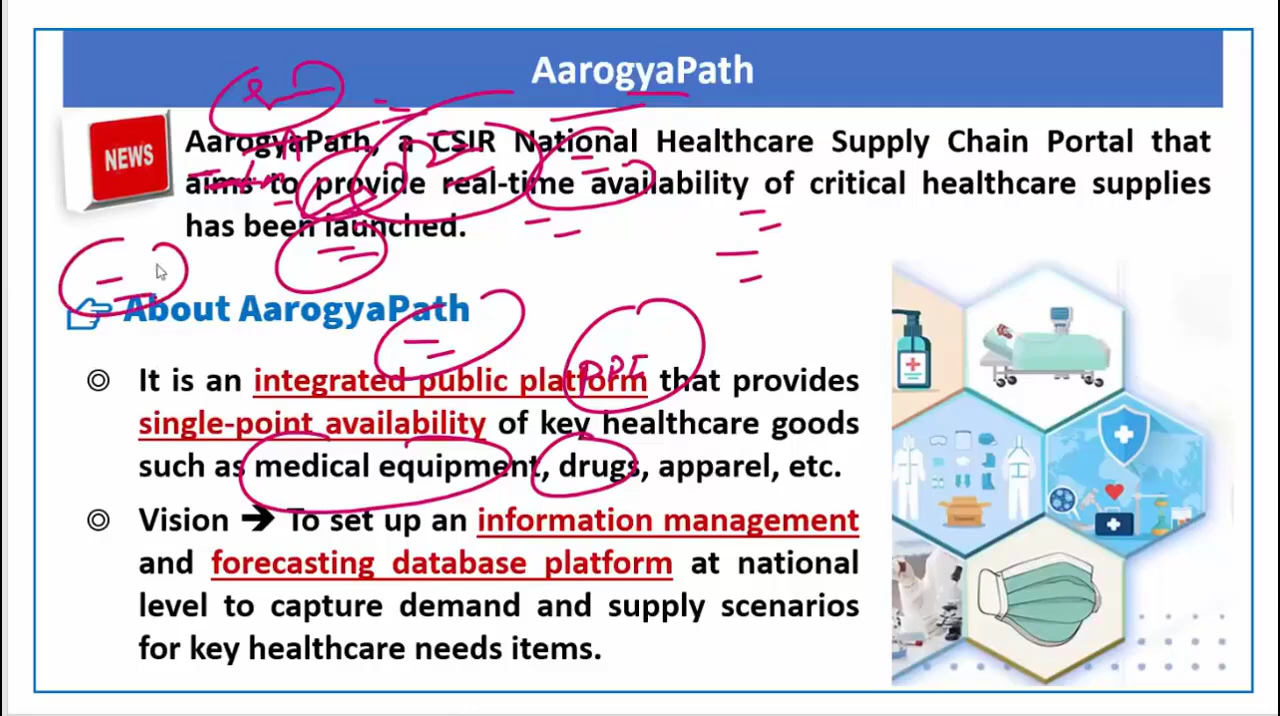 AarogyaPath
NEWS
AarogyaPath, a CSIR National Healthcare Supply Chain Portal that
aims to provide real-time availability of critical healthcare supplies
has been launched.
About AarogyaPath
It is an integrated public platform that provides
PPE
single-point availability of key healthcare goods
such as medical equipment, drugs, apparel, etc.
Vision ➔ To set up an information management
and forecasting database platform at national
level to capture demand and supply scenarios
for key healthcare needs items.